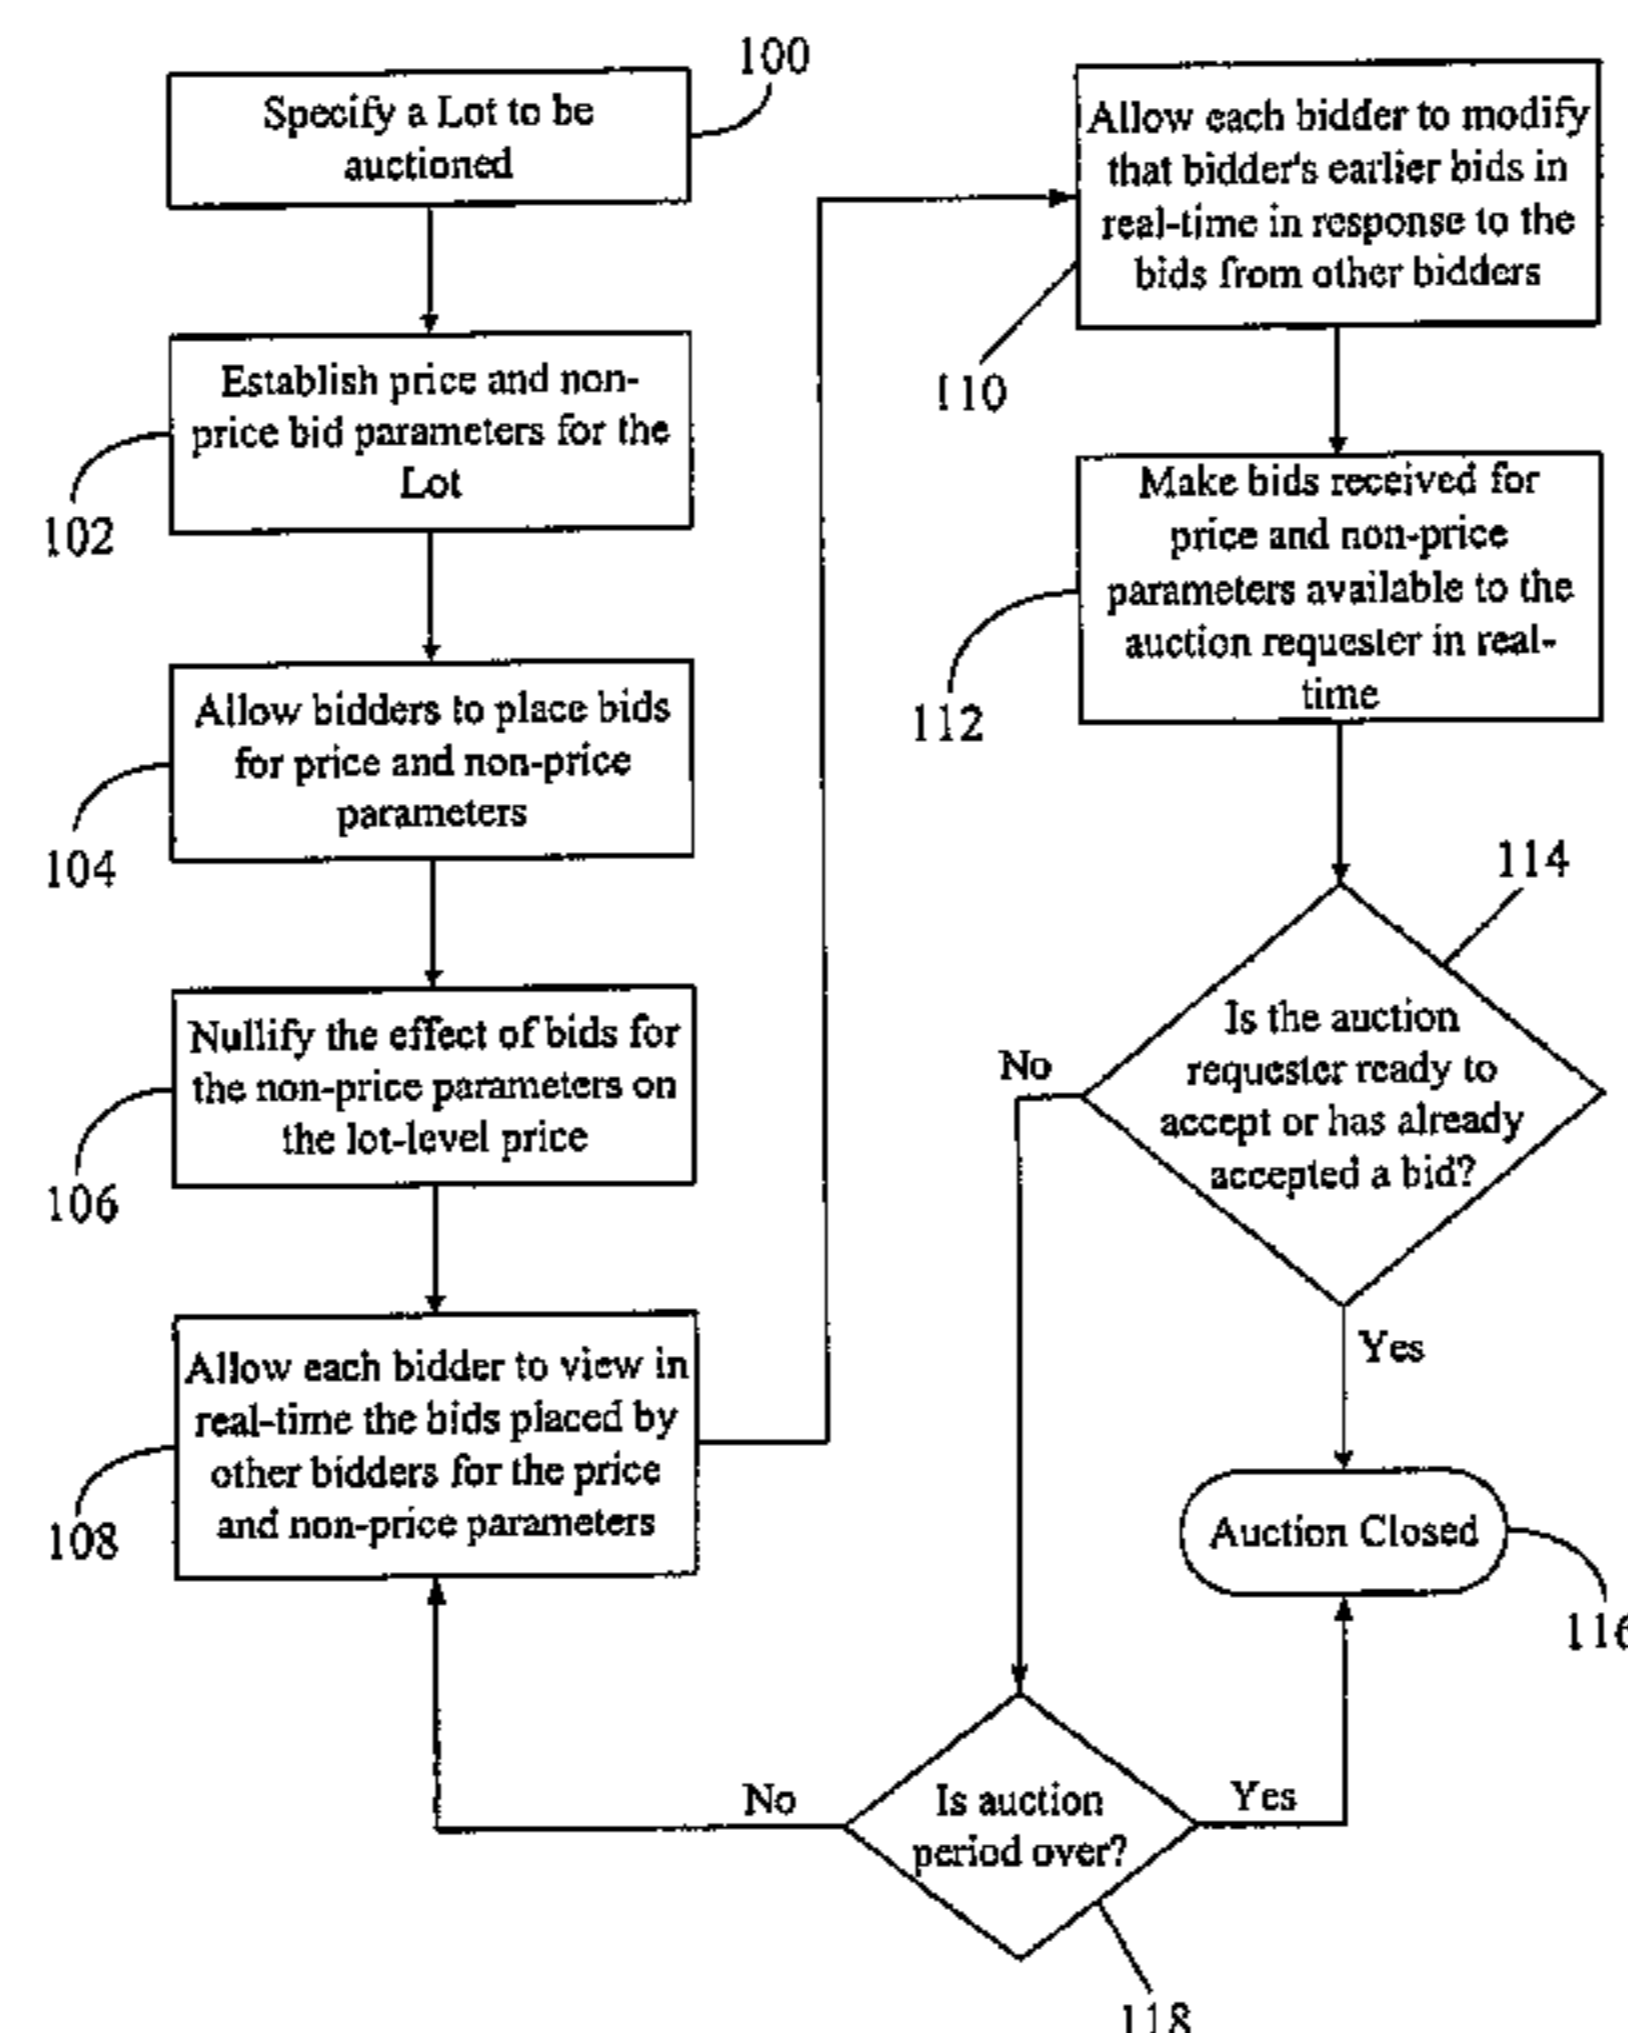 100
Specify a Lot to be
auctioned
Establish price and non-
price bid parameters for the
Lot
102
Allow bidders to place bids
for price and non-price
parameters
104
Nullify the effect of bids for
the non-price parameters on
the lot-level price
106
Allow each bidder to view in
real-time the bids placed by
other bidders for the price
and non-price parameters
108
Allow each bidder to modify
that bidder's earlier bids in
real-time in response to the
bids from other bidders
110
Make bids received for
price and non-price
parameters available to the
auction requester in real-
time
112
114
Is the auction
requester ready to
accept or has already
accepted a bid?
No
Yes
Auction Closed
116
Is auction
period over?
No
Yes
118